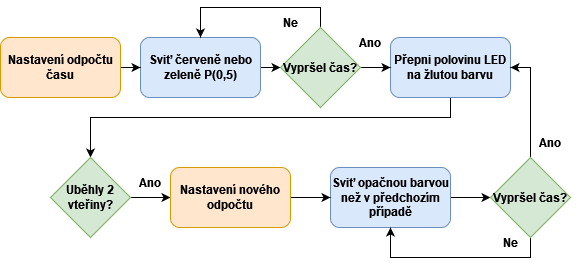 Nastavení odpočtu
času
Sviť červeně nebo
zeleně P(0,5)
Ne
Vypršel čas?
Ano
Přepni polovinu LED
na žlutou barvu
Uběhly 2
vteřiny?
Ano
Nastavení nového
odpočtu
Sviť opačnou barvou
než v předchozím
případě
Vypršel čas?
Ano
Ne